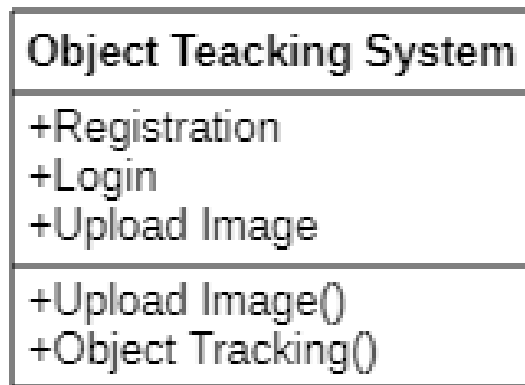 Object Teacking System
+Registration
+Login
+Upload Image
+Upload Image()
+Object Tracking()